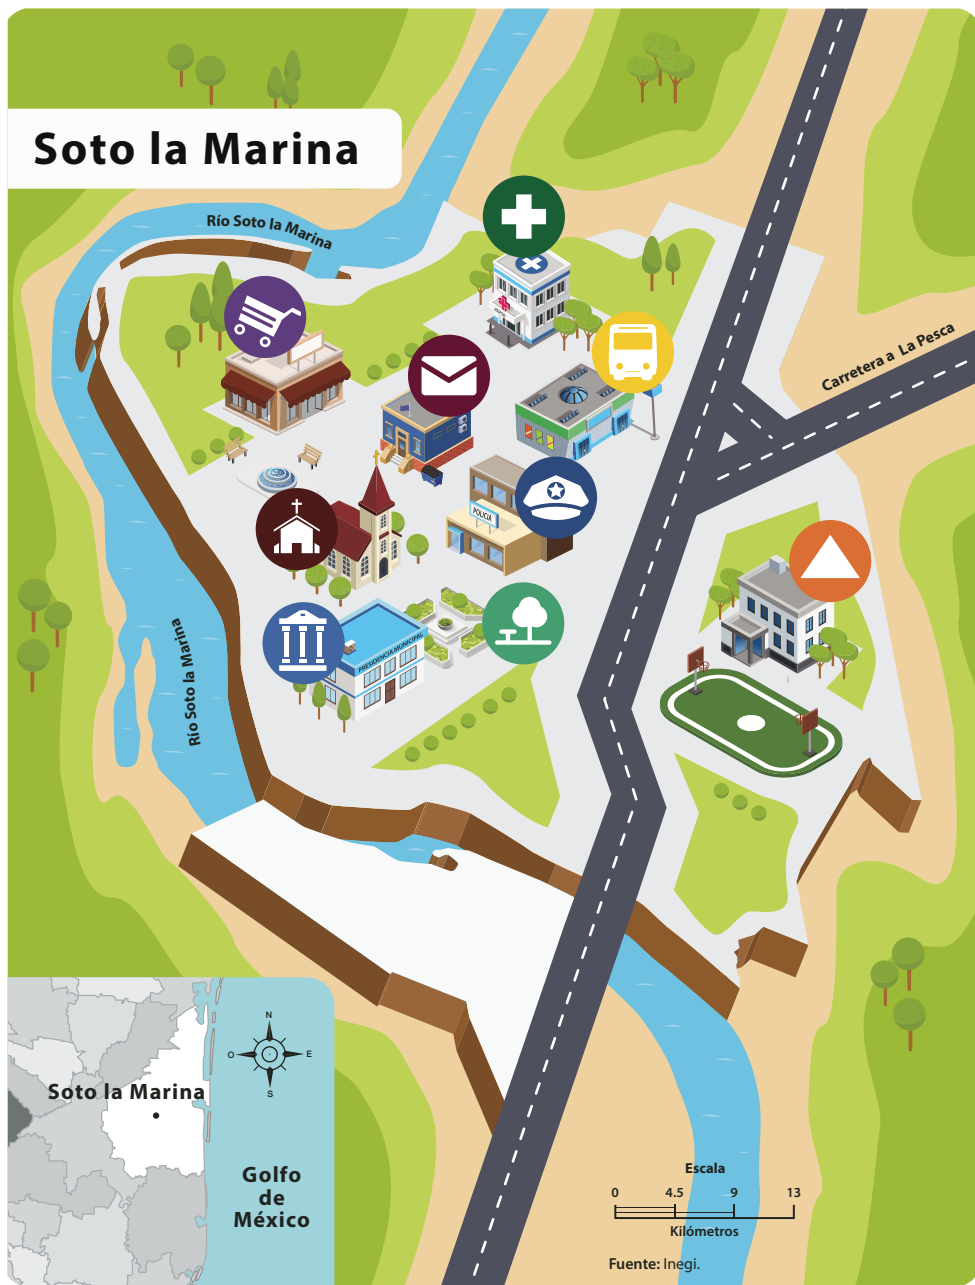 Soto la Marina
Río Soto la Marina
Carretera a La Pesca
POLICÍA
PRESIDENCIA MUNICIPAL
Río Soto la Marina
N
O
E
S
Soto la Marina
Golfo
de
México
Escala
0 4.5 9 13
Kilómetros
Fuente: Inegi.